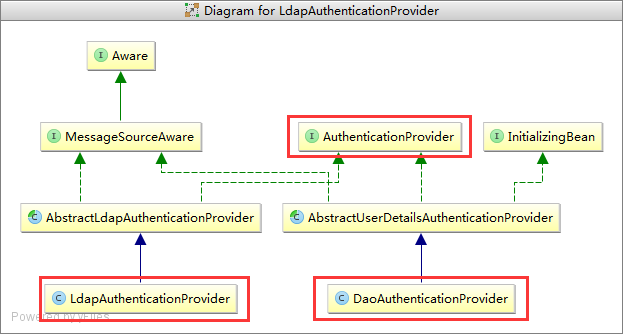 Diagram for LdapAuthenticationProvider
I Aware
I MessageSourceAware
I AuthenticationProvider
I InitializingBean
C AbstractLdapAuthenticationProvider
C AbstractUserDetailsAuthenticationProvider
C LdapAuthenticationProvider
C DaoAuthenticationProvider
Powered by yFiles